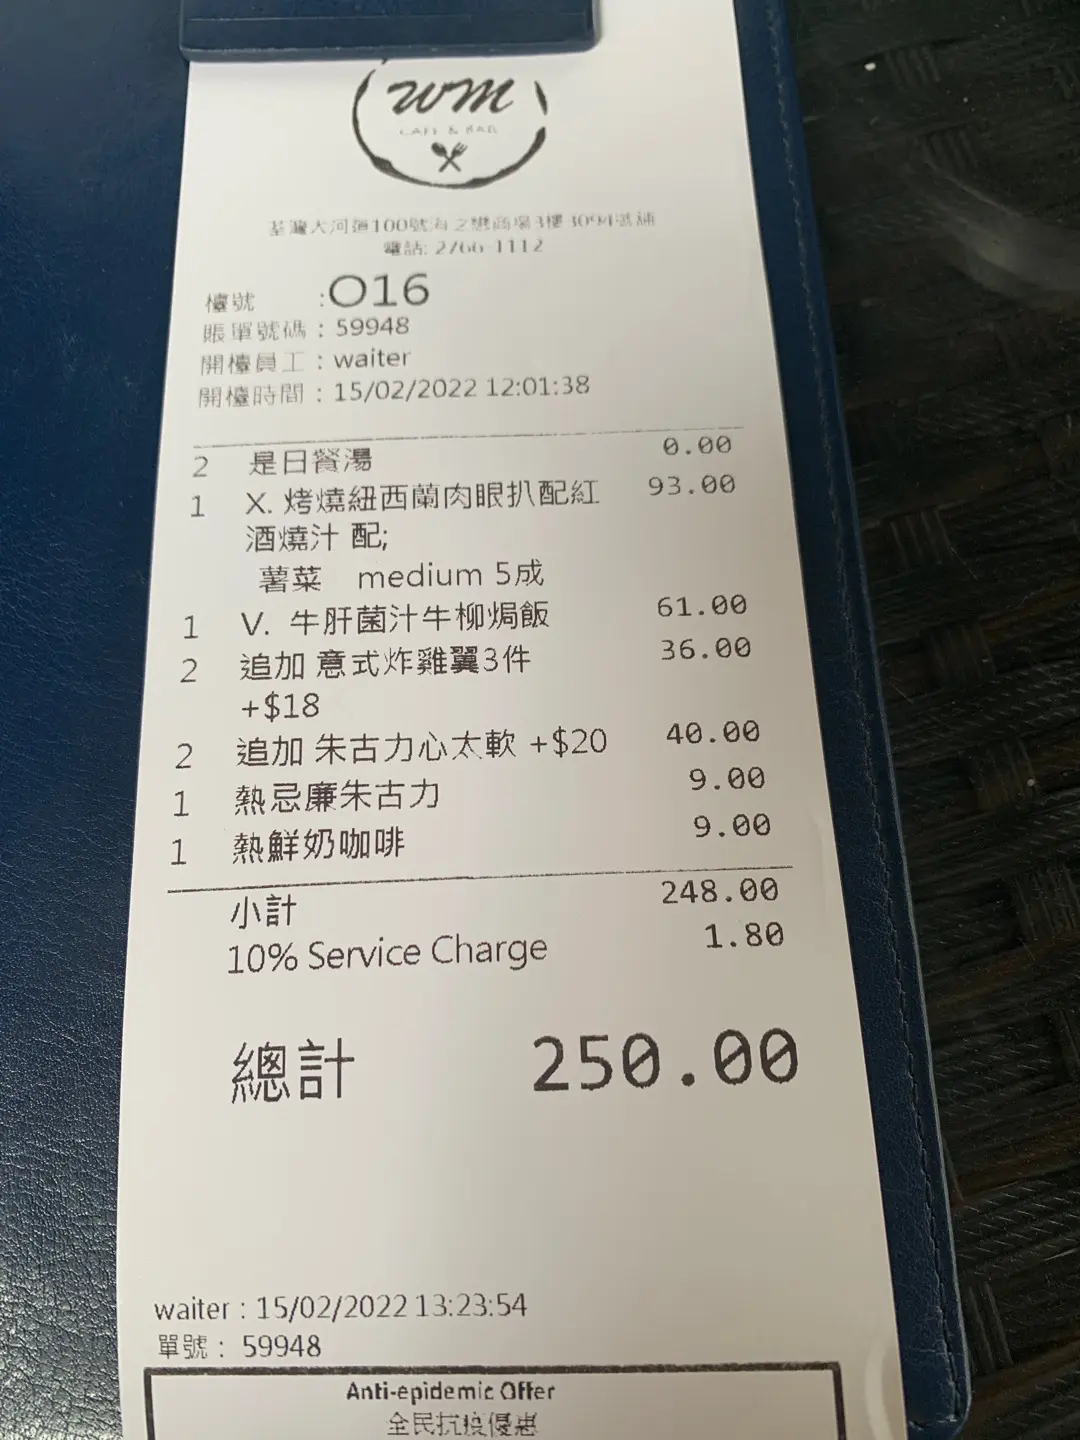 WM
CAFE & BAR
荃灣大河道100號海之戀商場3樓3094號舖
電話: 2766-1112
檯號 :O16
賬單號碼 : 59948
開檯員工 : waiter
開檯時間 : 15/02/2022 12:01:38
2 是日餐湯 0.00
1 X. 烤燒紐西蘭肉眼扒配紅 93.00
酒燒汁 配;
薯菜 medium 5成
1 V. 牛肝菌汁牛柳焗飯 61.00
2 追加 意式炸雞翼3件 36.00
+$18
2 追加 朱古力心太軟 +$20 40.00
1 熱忌廉朱古力 9.00
1 熱鮮奶咖啡 9.00
小計 248.00
10% Service Charge 1.80
總計 250.00
waiter : 15/02/2022 13:23:54
單號 : 59948
Anti-epidemic Offer
全民抗疫優惠